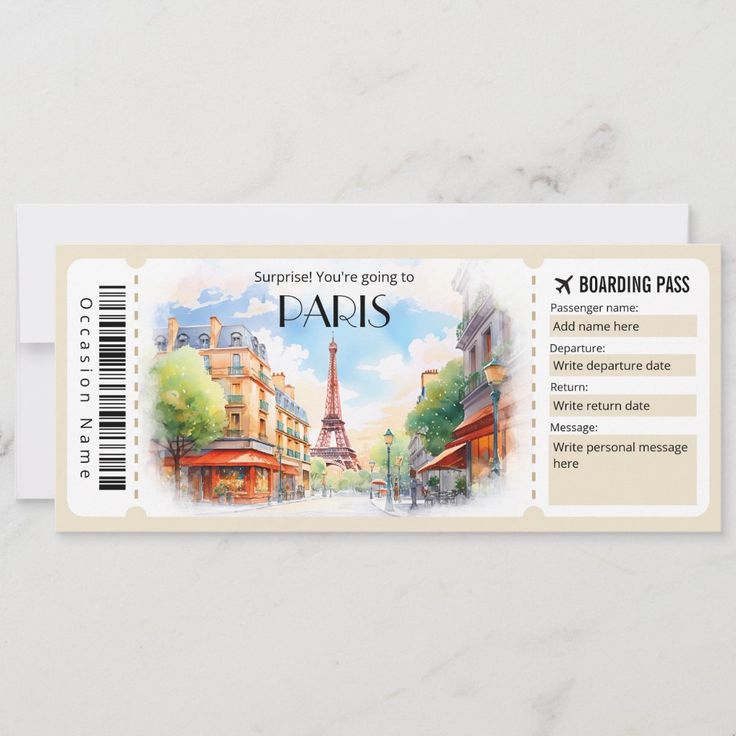 Occasion Name
Surprise! You're going to
PARIS
BOARDING PASS
Passenger name:
Add name here
Departure:
Write departure date
Return:
Write return date
Message:
Write personal message
here